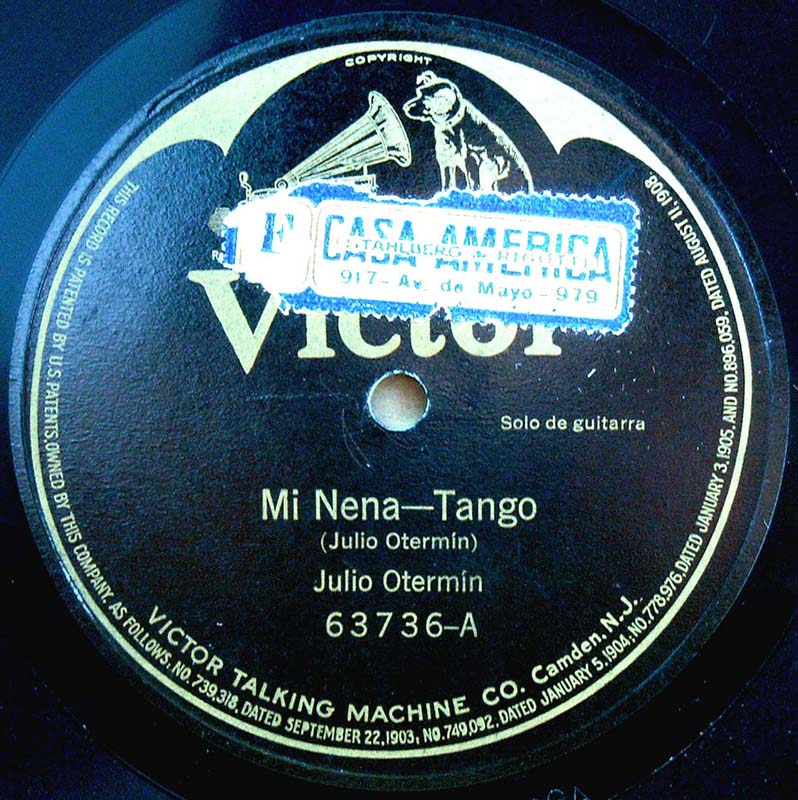 COPYRIGHT
F
CASA AMERICA
STAHLBERG & RIGOTTI
917 - Av. de Mayo - 979
Victor
Solo de guitarra
Mi Nena—Tango
(Julio Otermín)
Julio Otermín
63736-A
VICTOR TALKING MACHINE CO. Camden, N.J.
THIS RECORD IS PATENTED BY U.S. PATENTS, OWNED BY THIS COMPANY, AS FOLLOWS, NO. 739,318, DATED SEPTEMBER 22, 1903; NO. 749,092, DATED JANUARY 5, 1904, NO. 778,976, DATED JANUARY 3, 1905, AND NO. 896,059, DATED AUGUST 11, 1908.